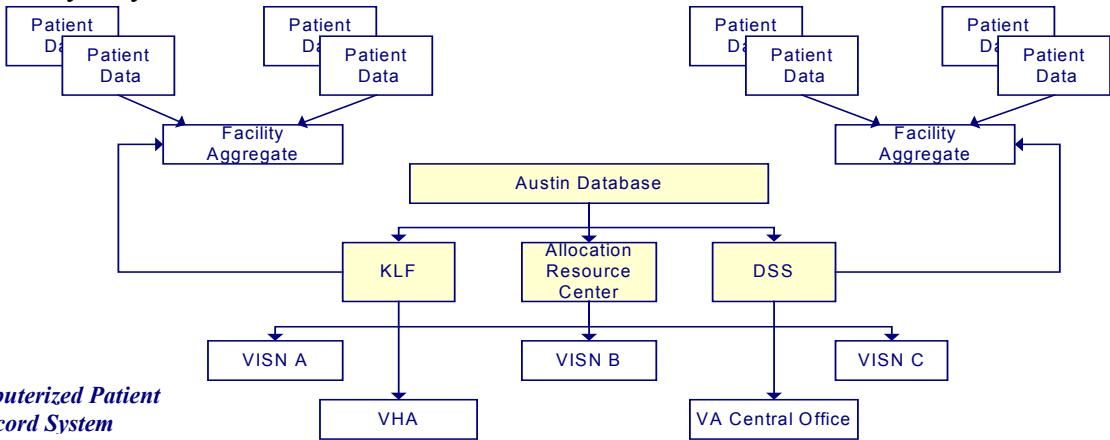 Patient
Patient
Patient
Patient
Patient
Data
Patient
Data
Patient
Data
Patient
Data
Facility
Aggregate
Facility
Aggregate
Austin Database
KLF
Allocation
Resource
Center
DSS
VISN A
VISN B
VISN C
puterized Patient
cord System
VHA
VA Central Office